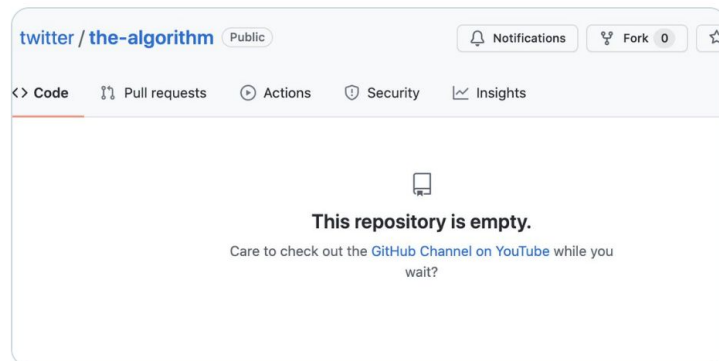 twitter / the-algorithm Public Notifications Fork 0
<> Code Pull requests Actions Security Insights
This repository is empty.
Care to check out the GitHub Channel on YouTube while you
wait?